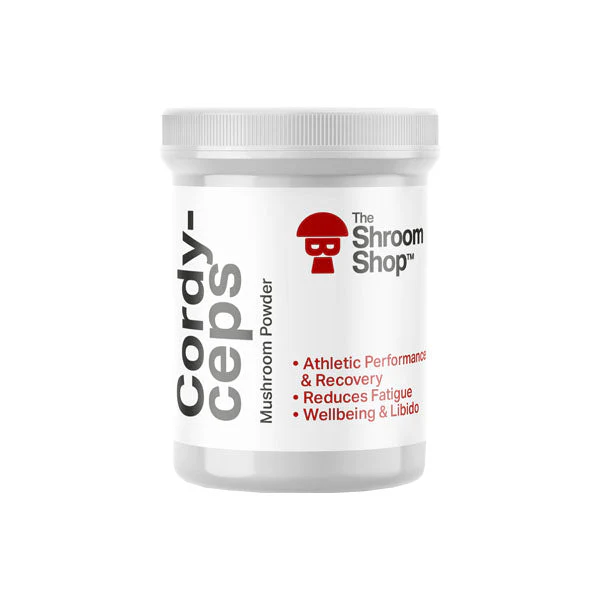 Cordy-
ceps
Mushroom Powder
The
Shroom
Shop™
• Athletic Performance
& Recovery
• Reduces Fatigue
• Wellbeing & Libido